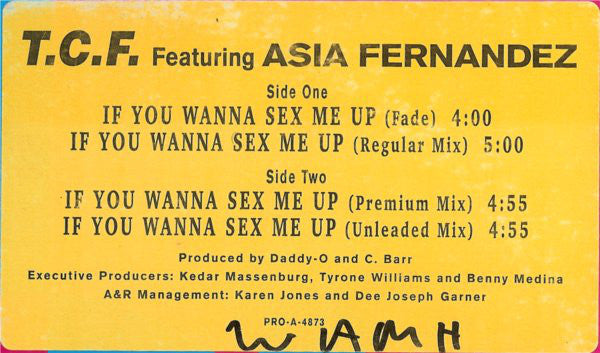 T.C.F. Featuring ASIA FERNANDEZ
Side One
IF YOU WANNA SEX ME UP (Fade) 4:00
IF YOU WANNA SEX ME UP (Regular Mix) 5:00
Side Two
IF YOU WANNA SEX ME UP (Premium Mix) 4:55
IF YOU WANNA SEX ME UP (Unleaded Mix) 4:55
Produced by Daddy-O and C. Barr
Executive Producers: Kedar Massenburg, Tyrone Williams and Benny Medina
A&R Management: Karen Jones and Dee Joseph Garner
PRO-A-4873
WAMH